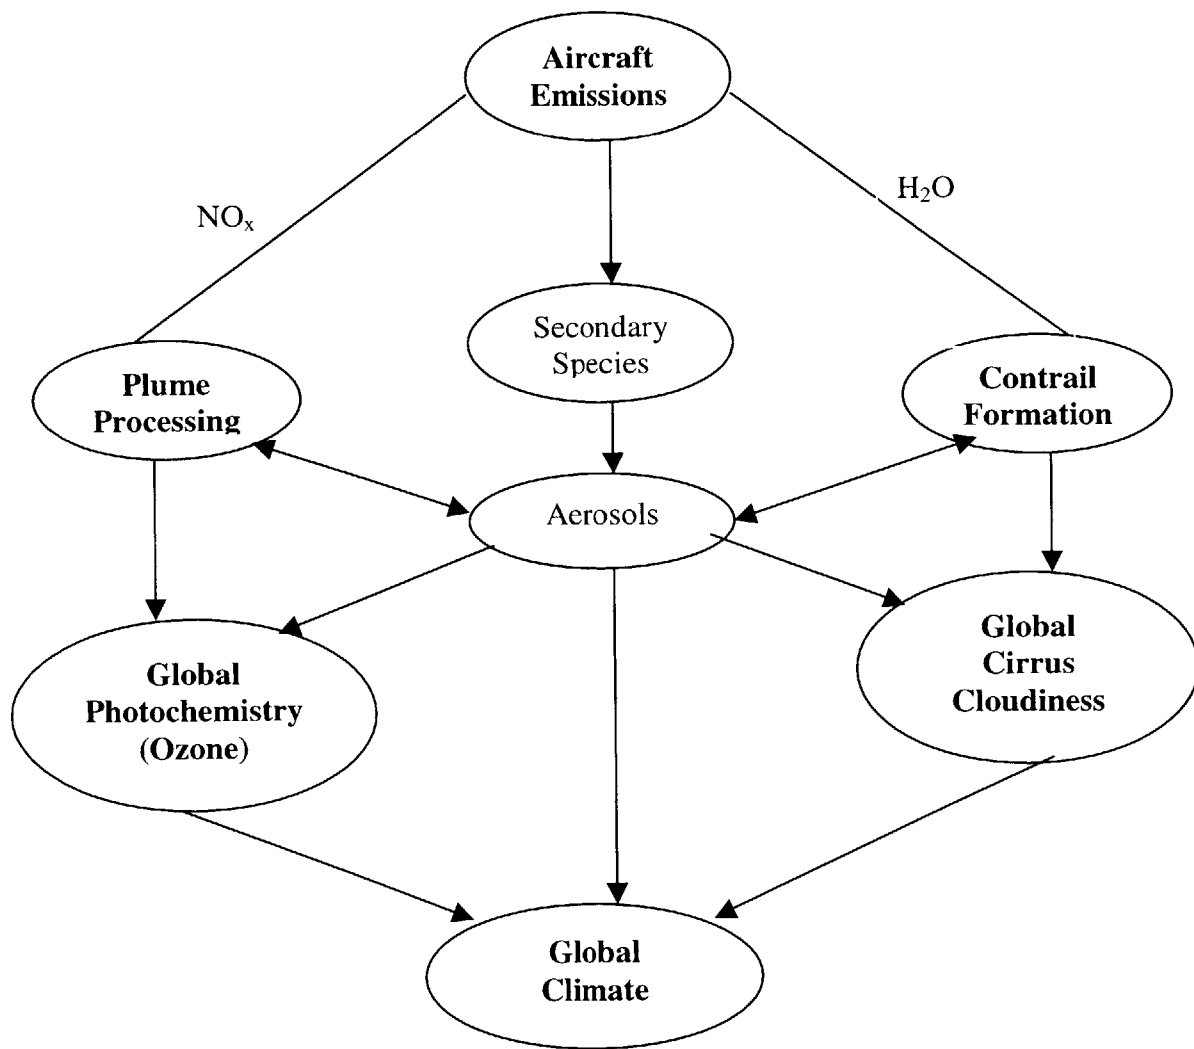 Aircraft
Emissions
NOₓ
H₂O
Secondary
Species
Plume
Processing
Contrail
Formation
Aerosols
Global
Photochemistry
(Ozone)
Global
Cirrus
Cloudiness
Global
Climate